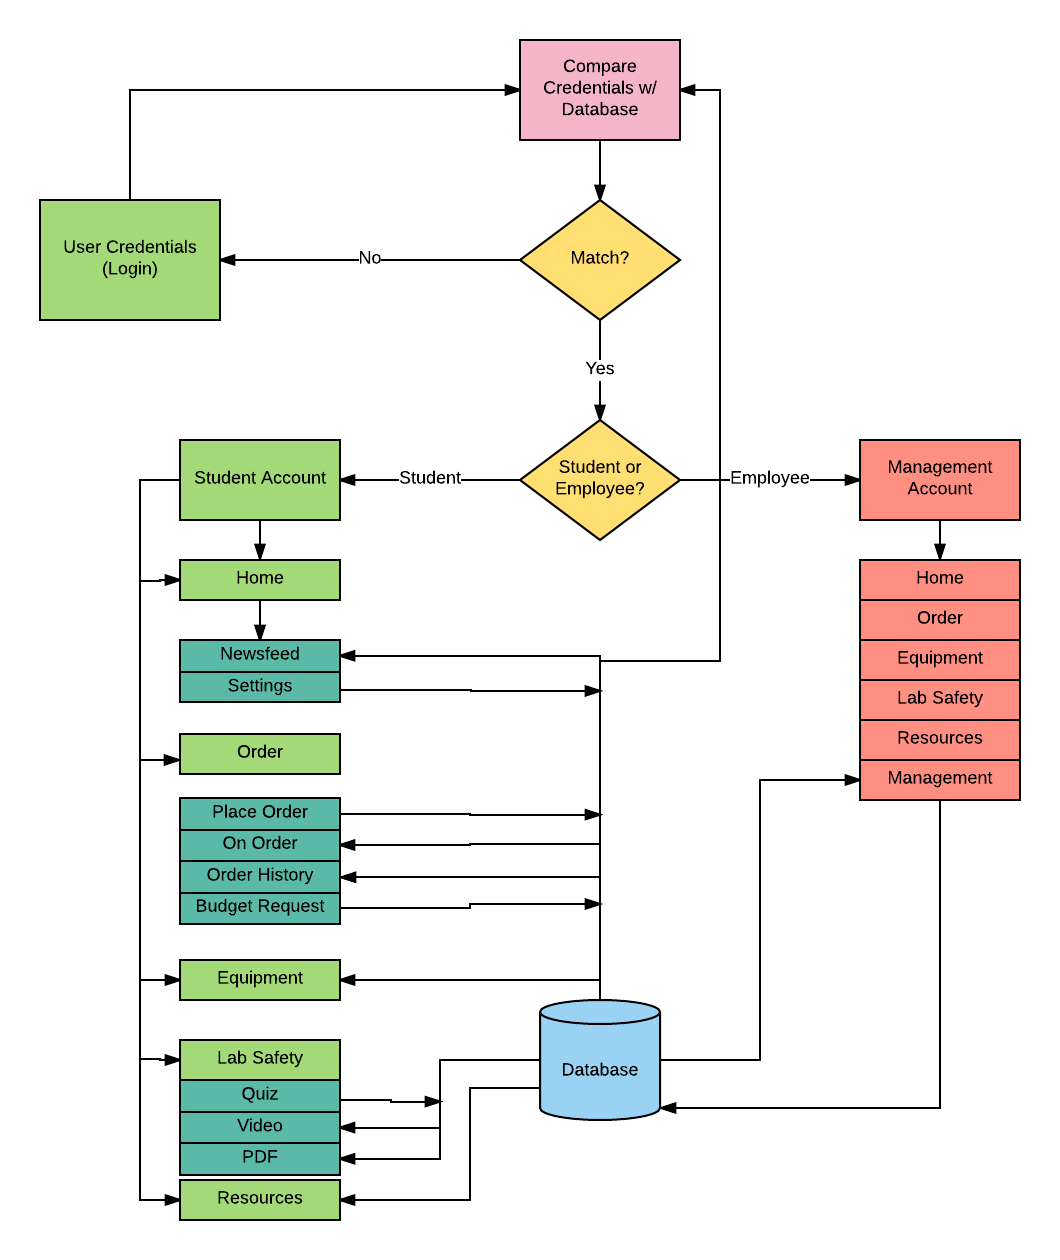 Compare
Credentials w/
Database
User Credentials
(Login)
No
Match?
Yes
Student Account
Student
Student or
Employee?
Employee
Management
Account
Home
Newsfeed
Settings
Order
Place Order
On Order
Order History
Budget Request
Equipment
Lab Safety
Quiz
Video
PDF
Resources
Database
Home
Order
Equipment
Lab Safety
Resources
Management